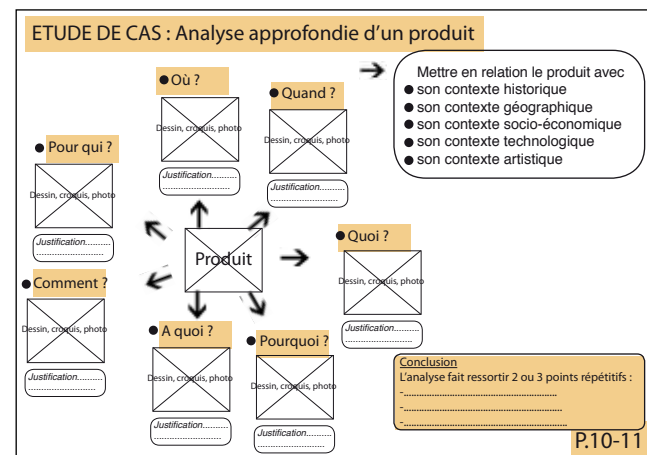 ETUDE DE CAS : Analyse approfondie d’un produit
Mettre en relation le produit avec
● son contexte historique
● son contexte géographique
● son contexte socio-économique
● son contexte technologique
● son contexte artistique
● Où ?
Dessin, croquis, photo
Justification..........
........................
● Quand ?
Dessin, croquis, photo
Justification..........
........................
● Pour qui ?
Dessin, croquis, photo
Justification..........
........................
Produit
● Quoi ?
Dessin, croquis, photo
Justification..........
........................
● Comment ?
Dessin, croquis, photo
Justification..........
........................
● A quoi ?
Dessin, croquis, photo
Justification..........
........................
● Pourquoi ?
Dessin, croquis, photo
Justification..........
........................
Conclusion
L’analyse fait ressortir 2 ou 3 points répétitifs :
-....................................................
-......................................................
-........................................................
P.10-11